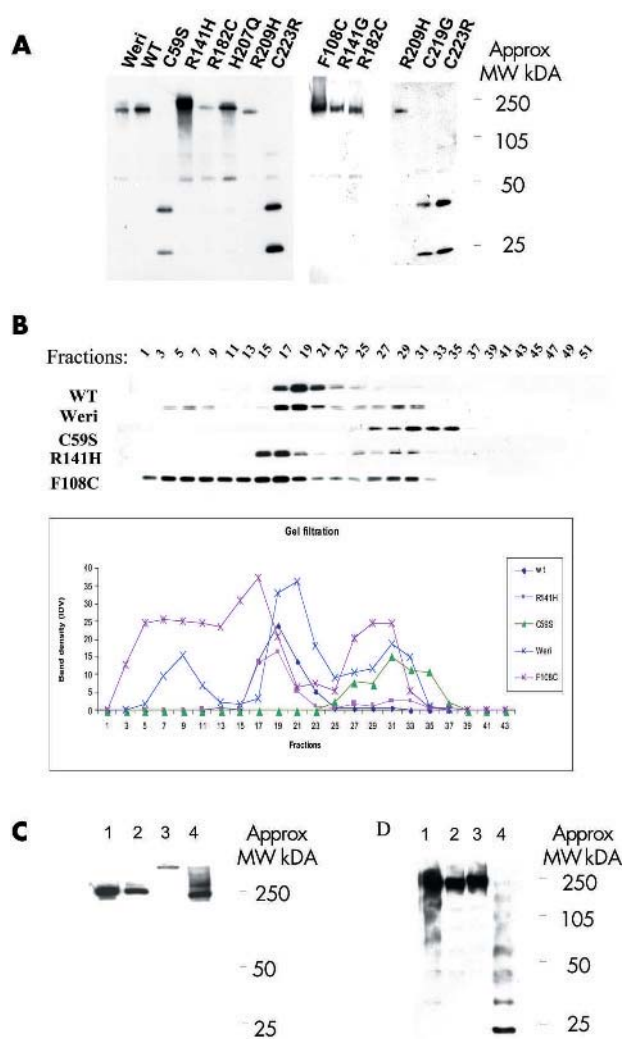 A
Weri WT C59S R141H R182C H207Q R209H C223R F108C R141G R182C R209H C219G C223R
Approx
MW kDA
250
105
50
25
B
Fractions: 1 3 5 7 9 11 13 15 17 19 21 23 25 27 29 31 33 35 37 39 41 43 45 47 49 51
WT
Weri
C59S
R141H
F108C
Gel filtration
Band density (IDV)
40
35
30
25
20
15
10
5
0
1 3 5 7 9 11 13 15 17 19 21 23 25 27 29 31 33 35 37 39 41 43
Fractions
wt
R141H
C59S
Weri
F108C
C
1 2 3 4
Approx
MW kDA
250
50
25
D
1 2 3 4
Approx
MW kDA
250
105
50
25